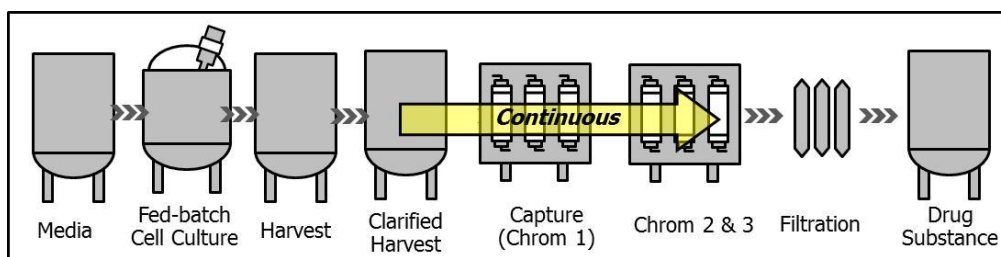 Continuous
Media
Fed-batch
Cell Culture
Harvest
Clarified
Harvest
Capture
(Chrom 1)
Chrom 2 & 3
Filtration
Drug
Substance